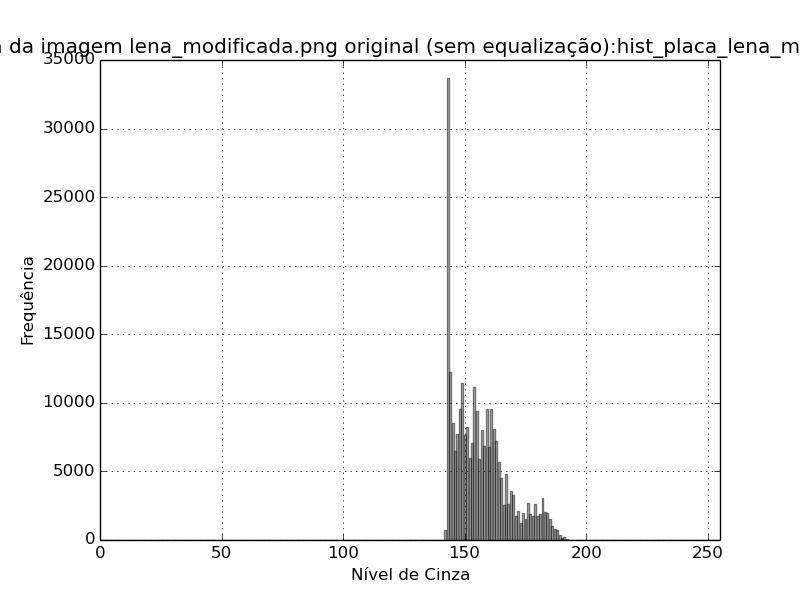 da imagem lena_modificada.png original (sem equalização):hist_placa_lena_m
35000
30000
25000
20000
15000
10000
5000
0
Frequência
0 50 100 150 200 250
Nível de Cinza